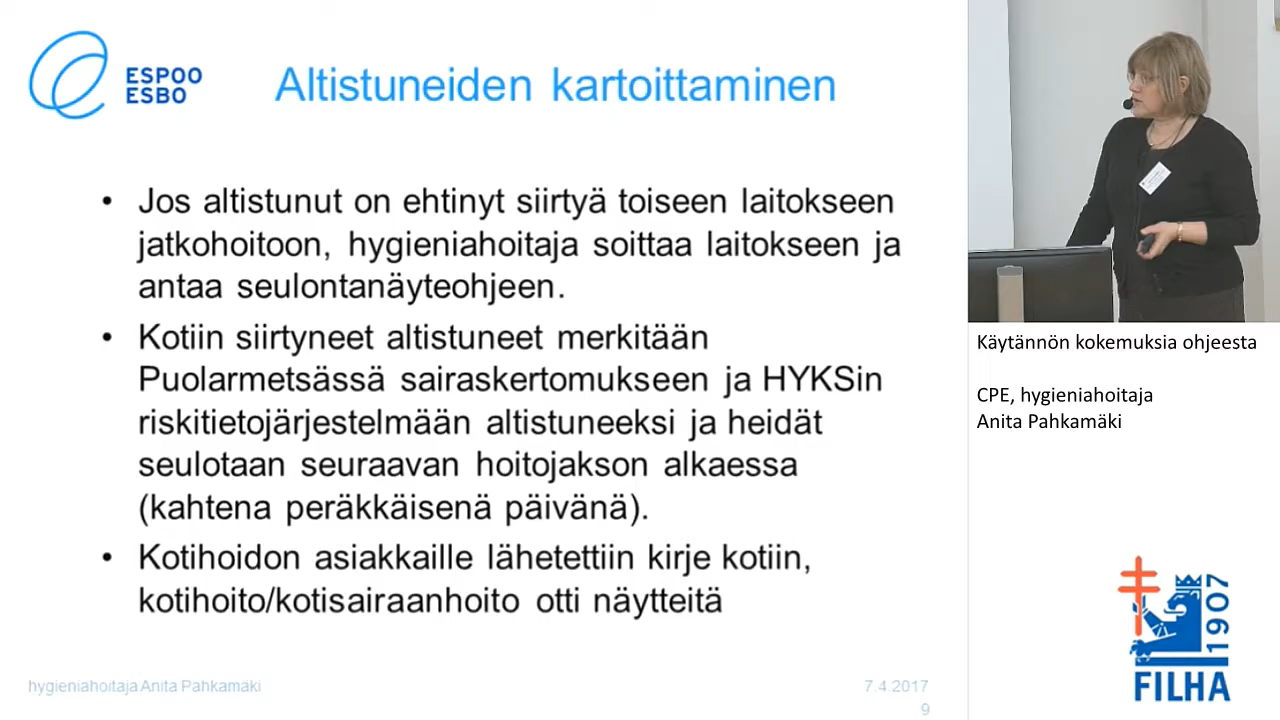 ESPOO
ESBO
Altistuneiden kartoittaminen
• Jos altistunut on ehtinyt siirtyä toiseen laitokseen
jatkohoitoon, hygieniahoitaja soittaa laitokseen ja
antaa seulontanäyteohjeen.
• Kotiin siirtyneet altistuneet merkitään
Puolarmetsässä sairaskertomukseen ja HYKSin
riskitietojärjestelmään altistuneeksi ja heidät
seulotaan seuraavan hoitojakson alkaessa
(kahtena peräkkäisenä päivänä).
• Kotihoidon asiakkaille lähetettiin kirje kotiin,
kotihoito/kotisairaanhoito otti näytteitä
hygieniahoitaja Anita Pahkamäki
7.4.2017
9
Käytännön kokemuksia ohjeesta
CPE, hygieniahoitaja
Anita Pahkamäki
1907
FILHA